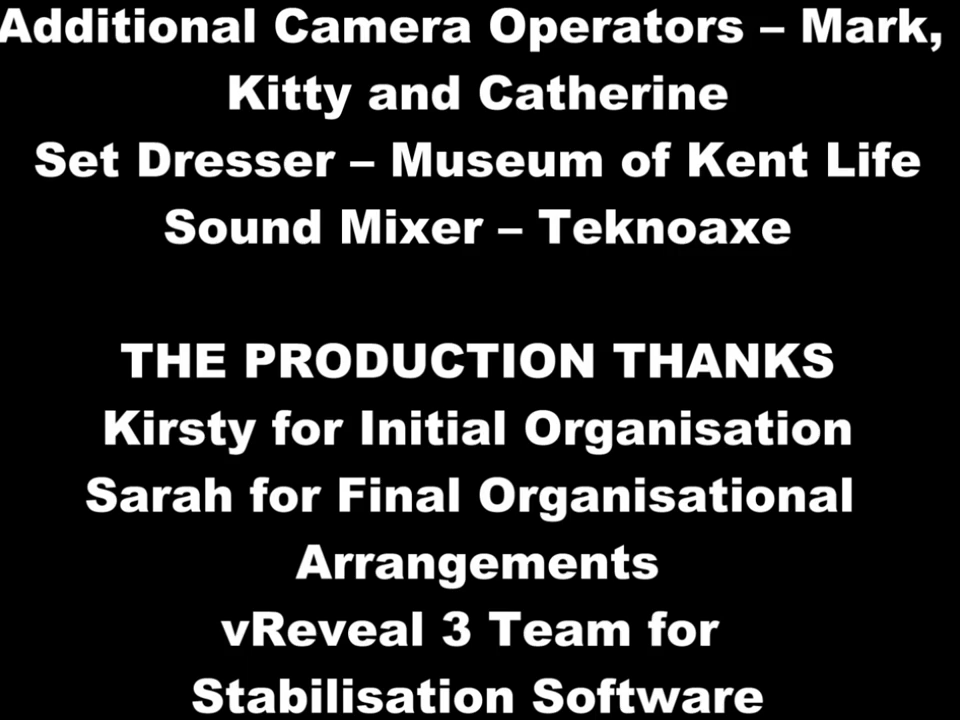 Additional Camera Operators – Mark,
Kitty and Catherine
Set Dresser – Museum of Kent Life
Sound Mixer – Teknoaxe
THE PRODUCTION THANKS
Kirsty for Initial Organisation
Sarah for Final Organisational
Arrangements
vReveal 3 Team for
Stabilisation Software